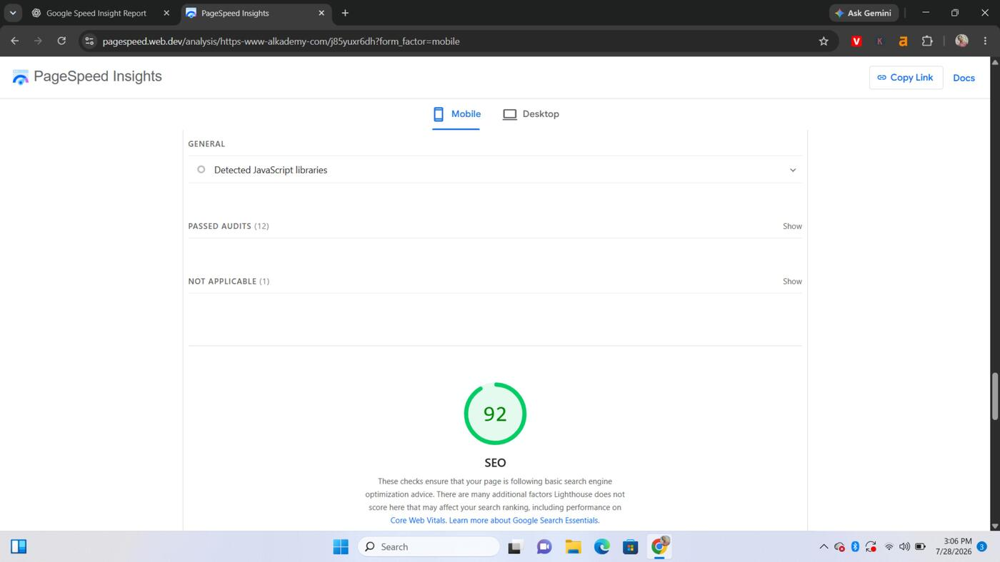 Google Speed Insight Report
PageSpeed Insights
Ask Gemini
pagespeed.web.dev/analysis/https-www-alkademy-com/j85yuxr6dh?form_factor=mobile
V
K
a
PageSpeed Insights
Copy Link
Docs
Mobile
Desktop
GENERAL
Detected JavaScript libraries
PASSED AUDITS (12)
Show
NOT APPLICABLE (1)
Show
92
SEO
These checks ensure that your page is following basic search engine
optimization advice. There are many additional factors Lighthouse does not
score here that may affect your search ranking, including performance on
Core Web Vitals. Learn more about Google Search Essentials.
Search
3:06 PM
7/28/2026
3